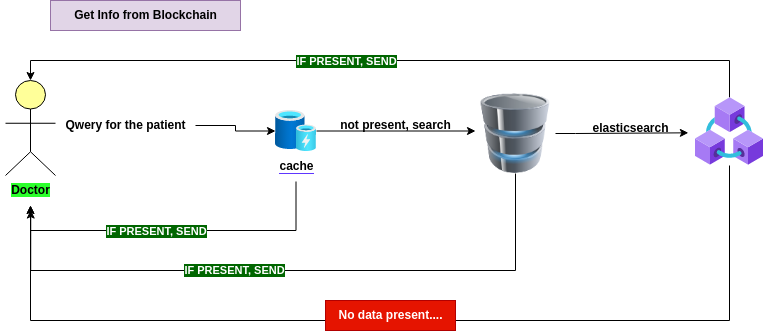 Get Info from Blockchain
IF PRESENT, SEND
Qwery for the patient
not present, search
elasticsearch
cache
Doctor
IF PRESENT, SEND
IF PRESENT, SEND
No data present....